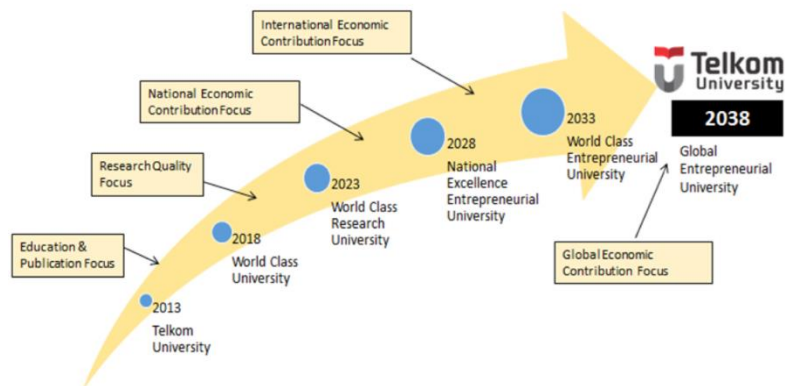 International Economic
Contribution Focus
National Economic
Contribution Focus
Research Quality
Focus
Education &
Publication Focus
2013
Telkom
University
2018
World Class
University
2023
World Class
Research
University
2028
National
Excellence
Entrepreneurial
University
2033
World Class
Entrepreneurial
University
Telkom
University
2038
Global
Entrepreneurial
University
Global Economic
Contribution Focus